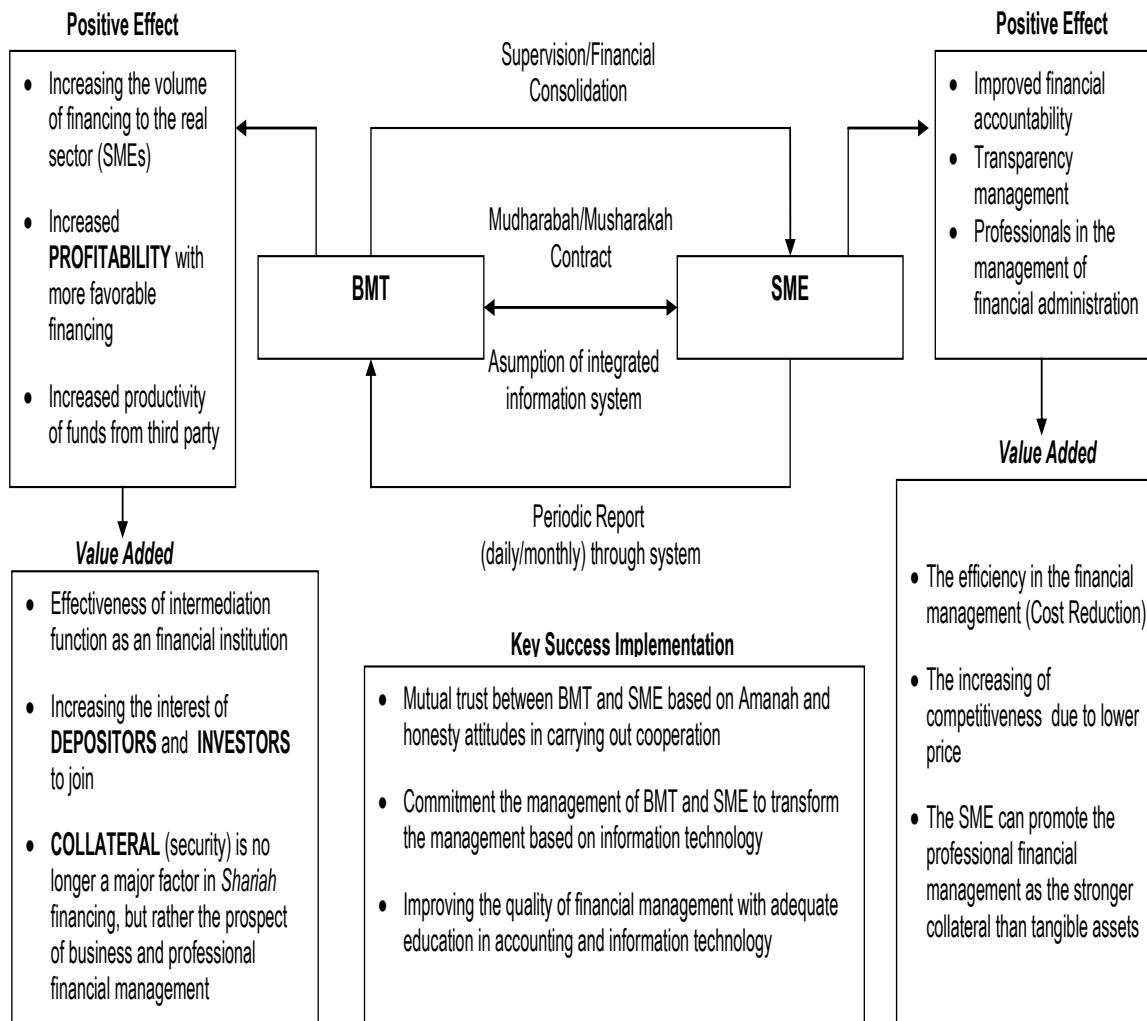 Positive Effect
• Increasing the volume
of financing to the real
sector (SMEs)
• Increased
PROFITABILITY with
more favorable
financing
• Increased productivity
of funds from third party
Value Added
• Effectiveness of intermediation
function as an financial institution
• Increasing the interest of
DEPOSITORS and INVESTORS
to join
• COLLATERAL (security) is no
longer a major factor in Shariah
financing, but rather the prospect
of business and professional
financial management
Supervision/Financial
Consolidation
Mudharabah/Musharakah
Contract
BMT
SME
Asumption of integrated
information system
Periodic Report
(daily/monthly) through system
Key Success Implementation
• Mutual trust between BMT and SME based on Amanah and
honesty attitudes in carrying out cooperation
• Commitment the management of BMT and SME to transform
the management based on information technology
• Improving the quality of financial management with adequate
education in accounting and information technology
Positive Effect
• Improved financial
accountability
• Transparency
management
• Professionals in the
management of
financial administration
Value Added
• The efficiency in the financial
management (Cost Reduction)
• The increasing of
competitiveness due to lower
price
• The SME can promote the
professional financial
management as the stronger
collateral than tangible assets